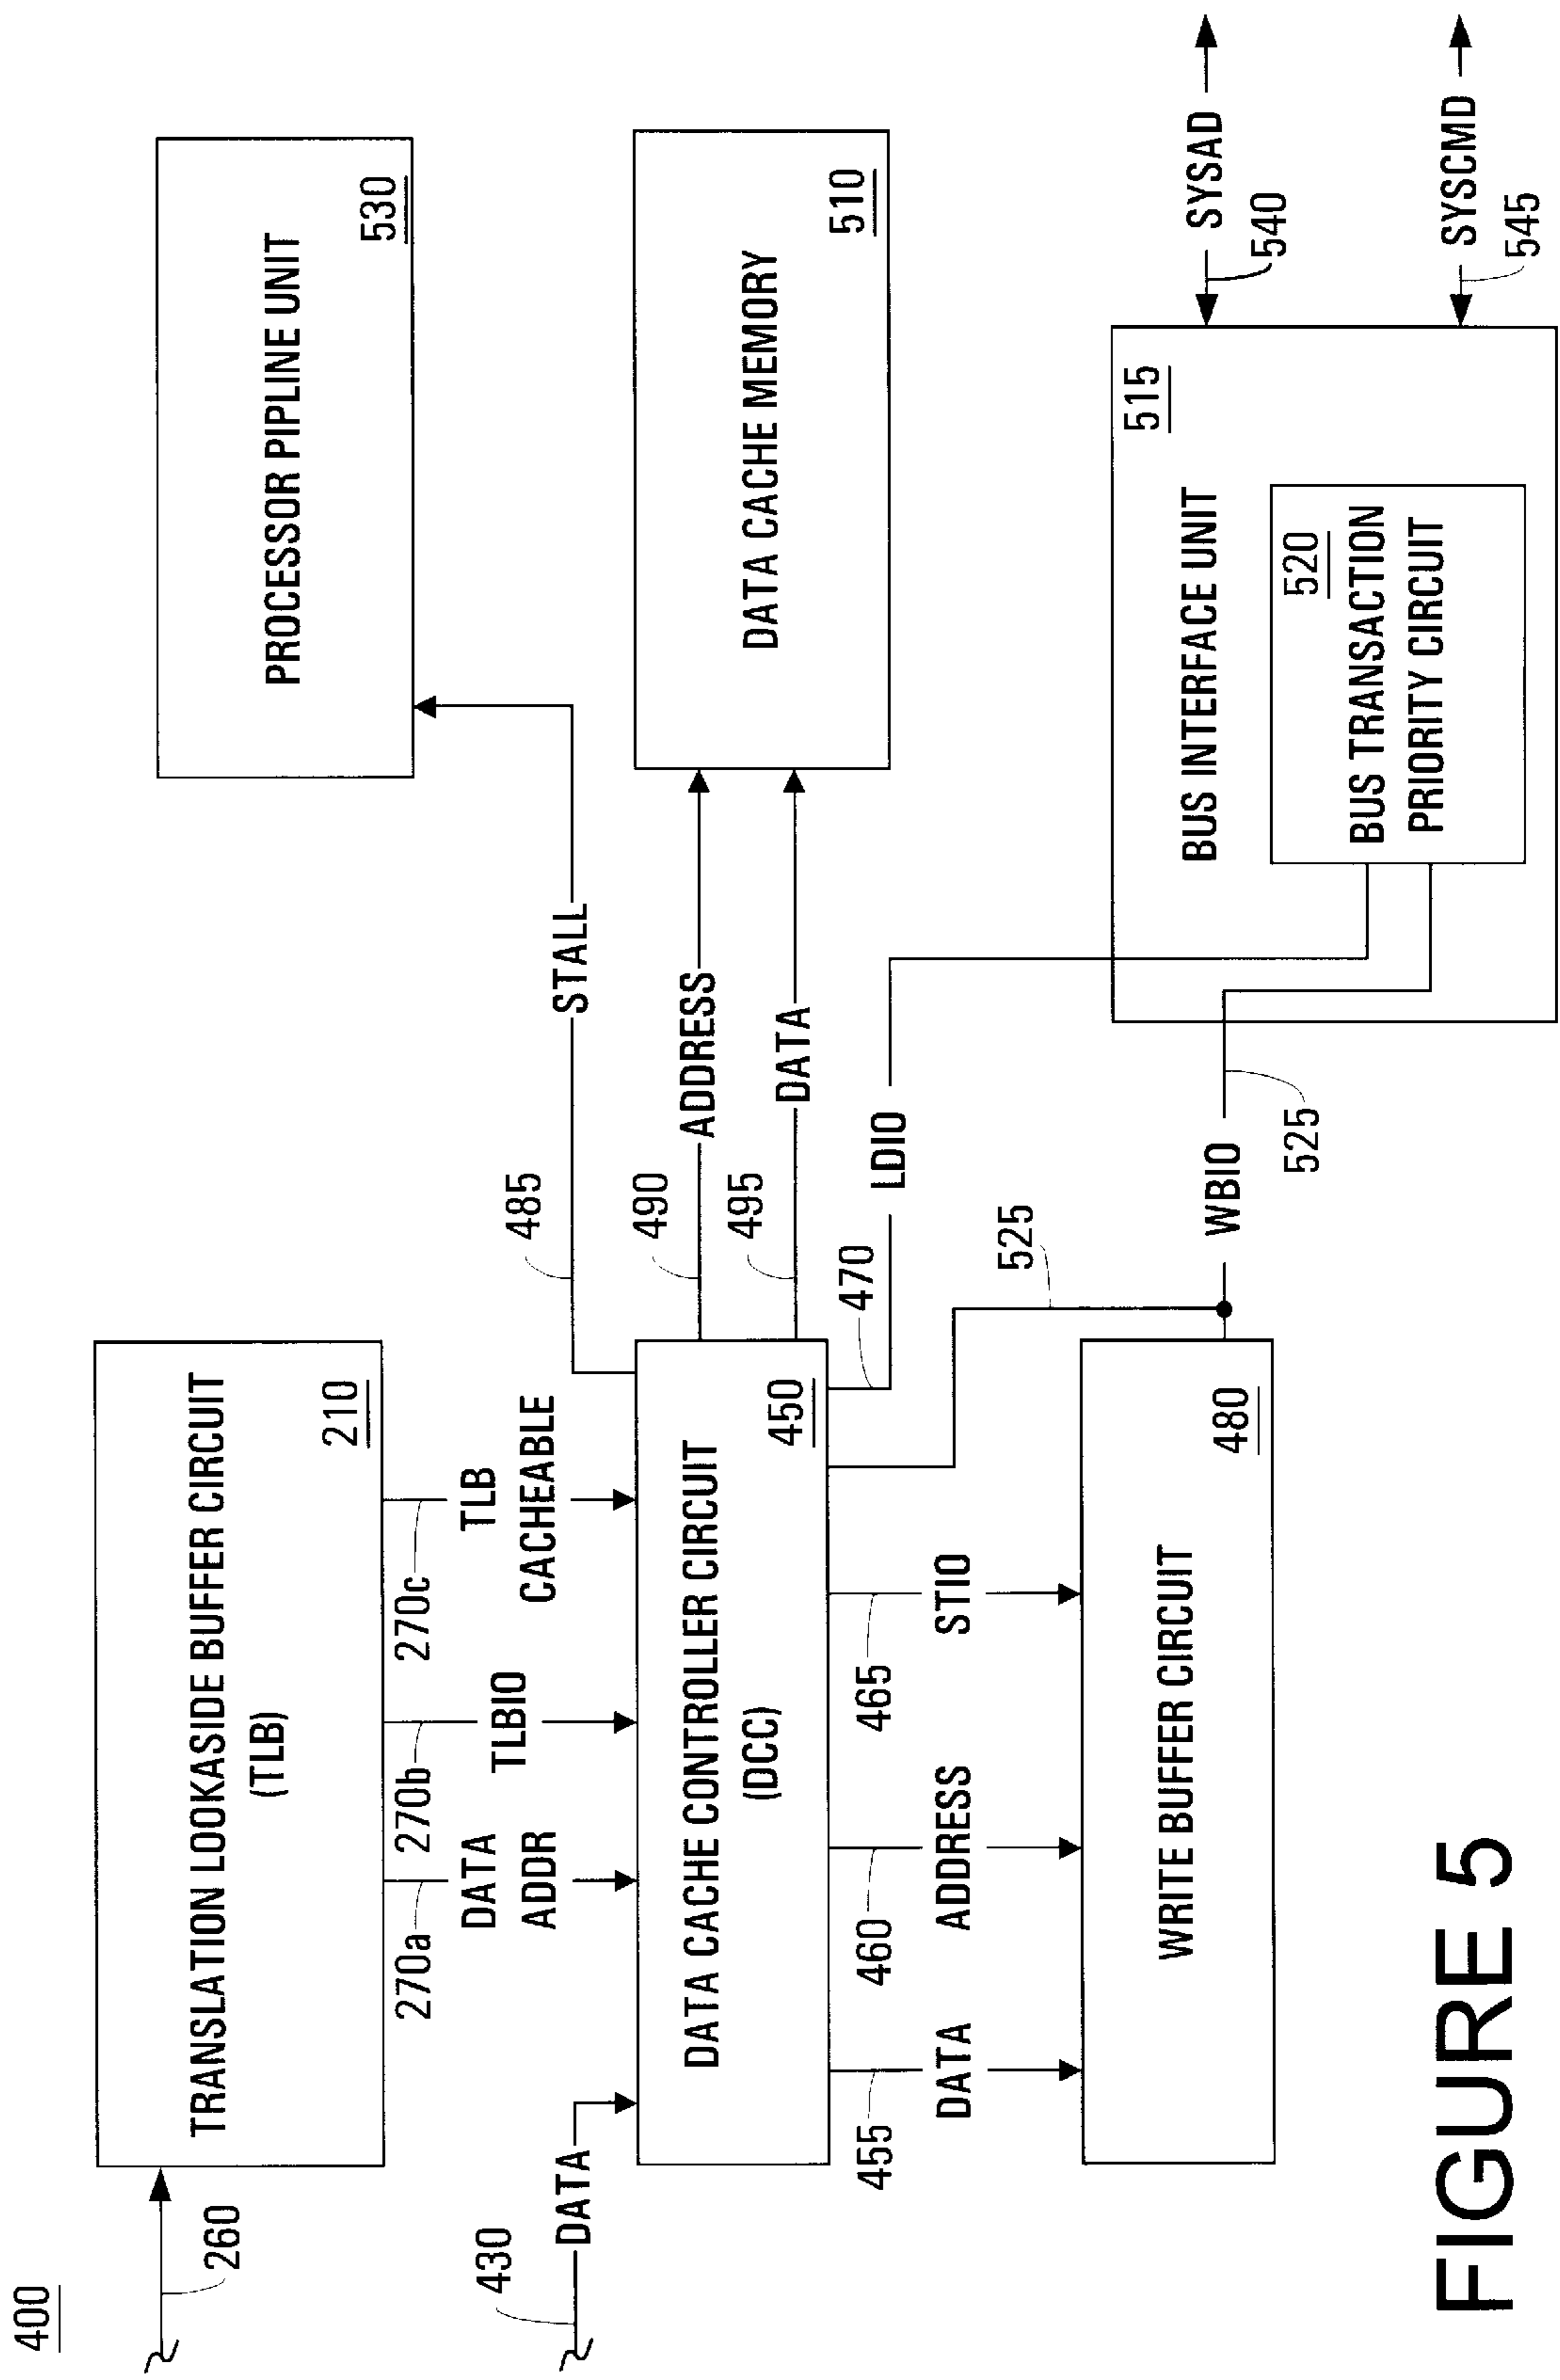 400
260
TRANSLATION LOOKASIDE BUFFER CIRCUIT
(TLB)
210
PROCESSOR PIPLINE UNIT
530
270a
270b
270c
DATA
ADDR
TLBIO
TLB
CACHEABLE
485
STALL
430
DATA
DATA CACHE CONTROLLER CIRCUIT
(DCC)
450
490
ADDRESS
495
DATA
DATA CACHE MEMORY
510
470
LDIO
455
460
465
DATA
ADDRESS
STIO
525
WRITE BUFFER CIRCUIT
480
WBIO
525
BUS INTERFACE UNIT
515
520
BUS TRANSACTION
PRIORITY CIRCUIT
SYSAD
540
SYSCMD
545
FIGURE 5